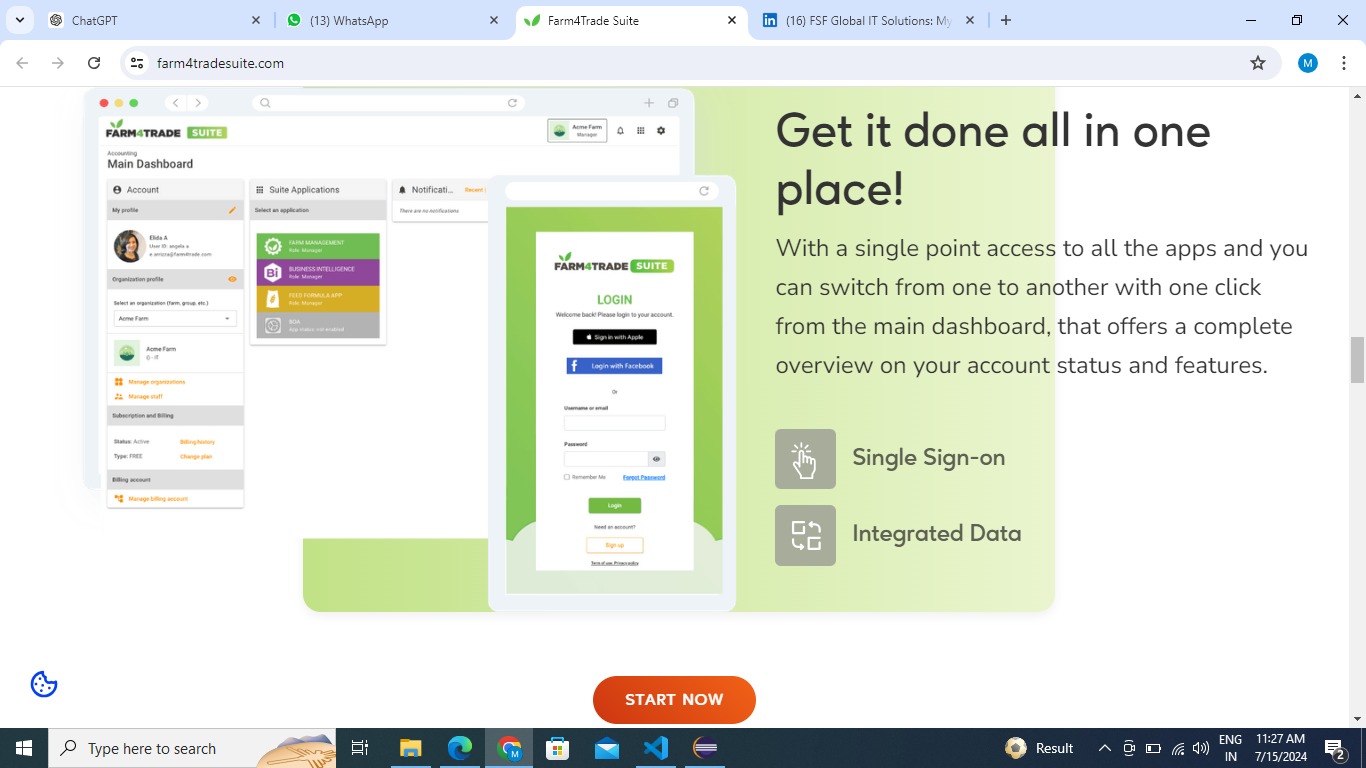 ChatGPT
(13) WhatsApp
Farm4Trade Suite
(16) FSF Global IT Solutions: My
farm4tradesuite.com
M
FARM4TRADE SUITE
Acme Farm
Manager
Accounting
Main Dashboard
Account
My profile
Elida A
User ID: angelis a
e.arrizza@farm4trade.com
Organization profile
Select an organization (farm, group, etc.)
Acme Farm
Acme Farm
() - IT
Manage organizations
Manage staff
Subscription and Billing
Status: Active
Billing history
Type: FREE
Change plan
Billing account
Manage billing account
Suite Applications
Select an application
FARM MANAGEMENT
Role: Manager
Bi
BUSINESS INTELLIGENCE
Role: Manager
FEED FORMULA APP
Role: Manager
App status: not enabled
Notificati...
Recent
There are no notifications
FARM4TRADE SUITE
LOGIN
Welcome back! Please login to your account.
Sign in with Apple
Login with Facebook
Or
Username or email
Password
Remember Me
Forgot Password
Login
Need an account?
Sign up
Term of use, Privacy policy
Get it done all in one
place!
With a single point access to all the apps and you
can switch from one to another with one click
from the main dashboard, that offers a complete
overview on your account status and features.
Single Sign-on
Integrated Data
START NOW
Type here to search
Result
ENG
IN
11:27 AM
7/15/2024
2